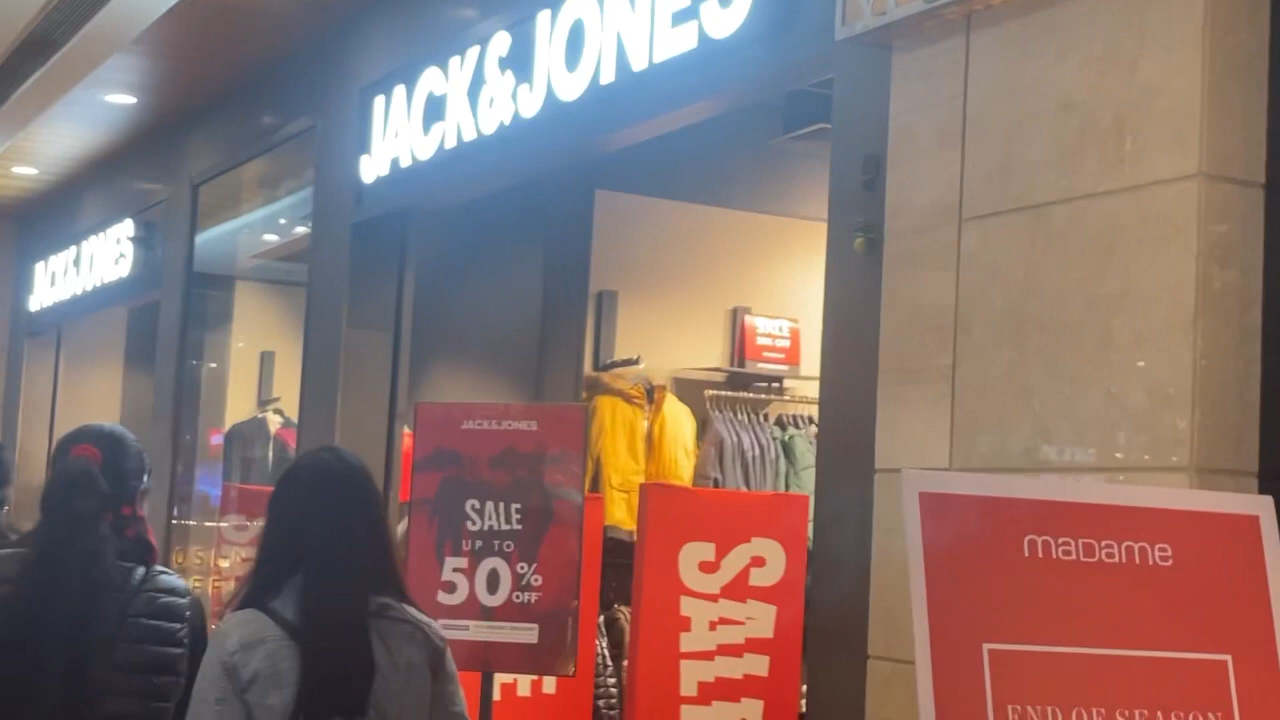 JACK&JONES
JACK&JONES
SALE
JACK&JONES
SALE
UP TO
50%
OFF*
SALE
madame
END OF SEASON